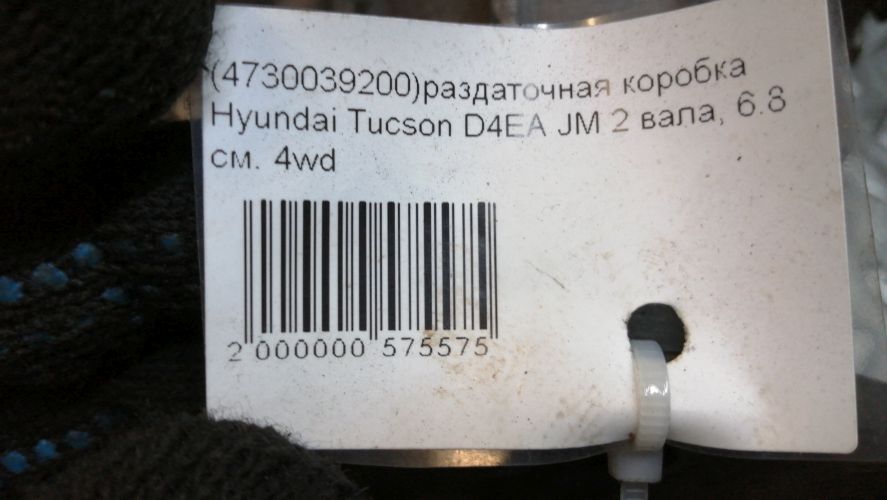 (4730039200)раздаточная коробка
Hyundai Tucson D4EA JM 2 вала, 6.8
см. 4wd
2 000000 575575